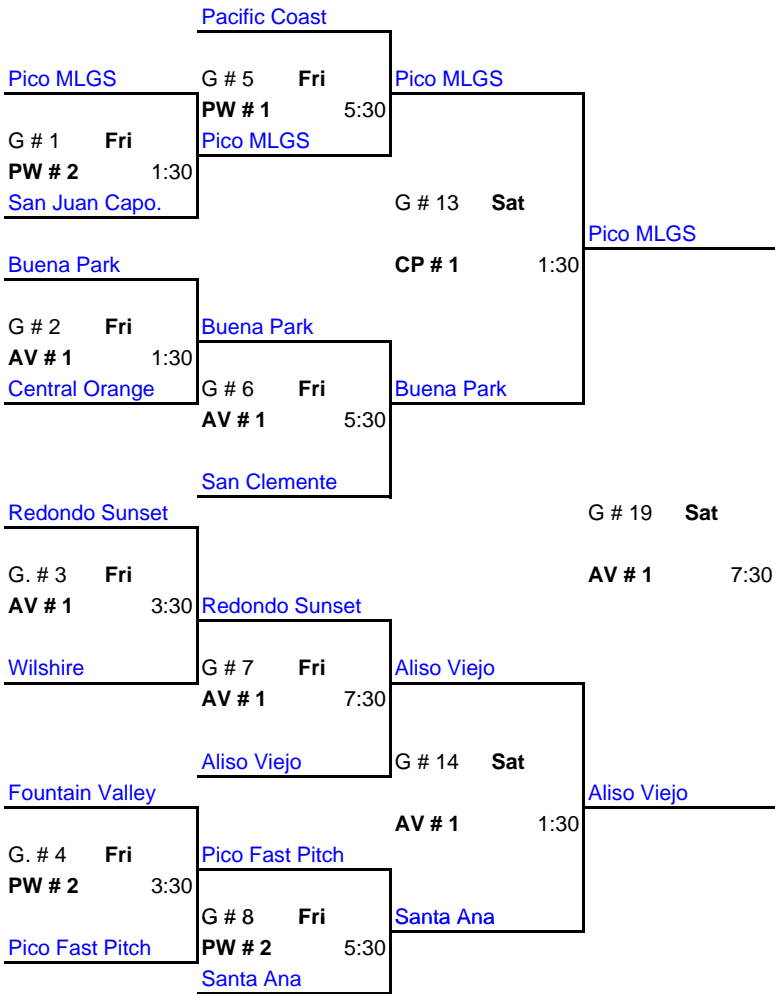 Pacific Coast
Pico MLGS G # 5 Fri Pico MLGS
PW # 1 5:30
G # 1 Fri Pico MLGS
PW # 2 1:30
San Juan Capo. G # 13 Sat
Pico MLGS
Buena Park CP # 1 1:30
G # 2 Fri Buena Park
AV # 1 1:30
Central Orange G # 6 Fri Buena Park
AV # 1 5:30
San Clemente
Redondo Sunset G # 19 Sat
G. # 3 Fri AV # 1 7:30
AV # 1 3:30 Redondo Sunset
Wilshire G # 7 Fri Aliso Viejo
AV # 1 7:30
Aliso Viejo G # 14 Sat
Fountain Valley Aliso Viejo
AV # 1 1:30
G. # 4 Fri Pico Fast Pitch
PW # 2 3:30
G # 8 Fri Santa Ana
Pico Fast Pitch PW # 2 5:30
Santa Ana